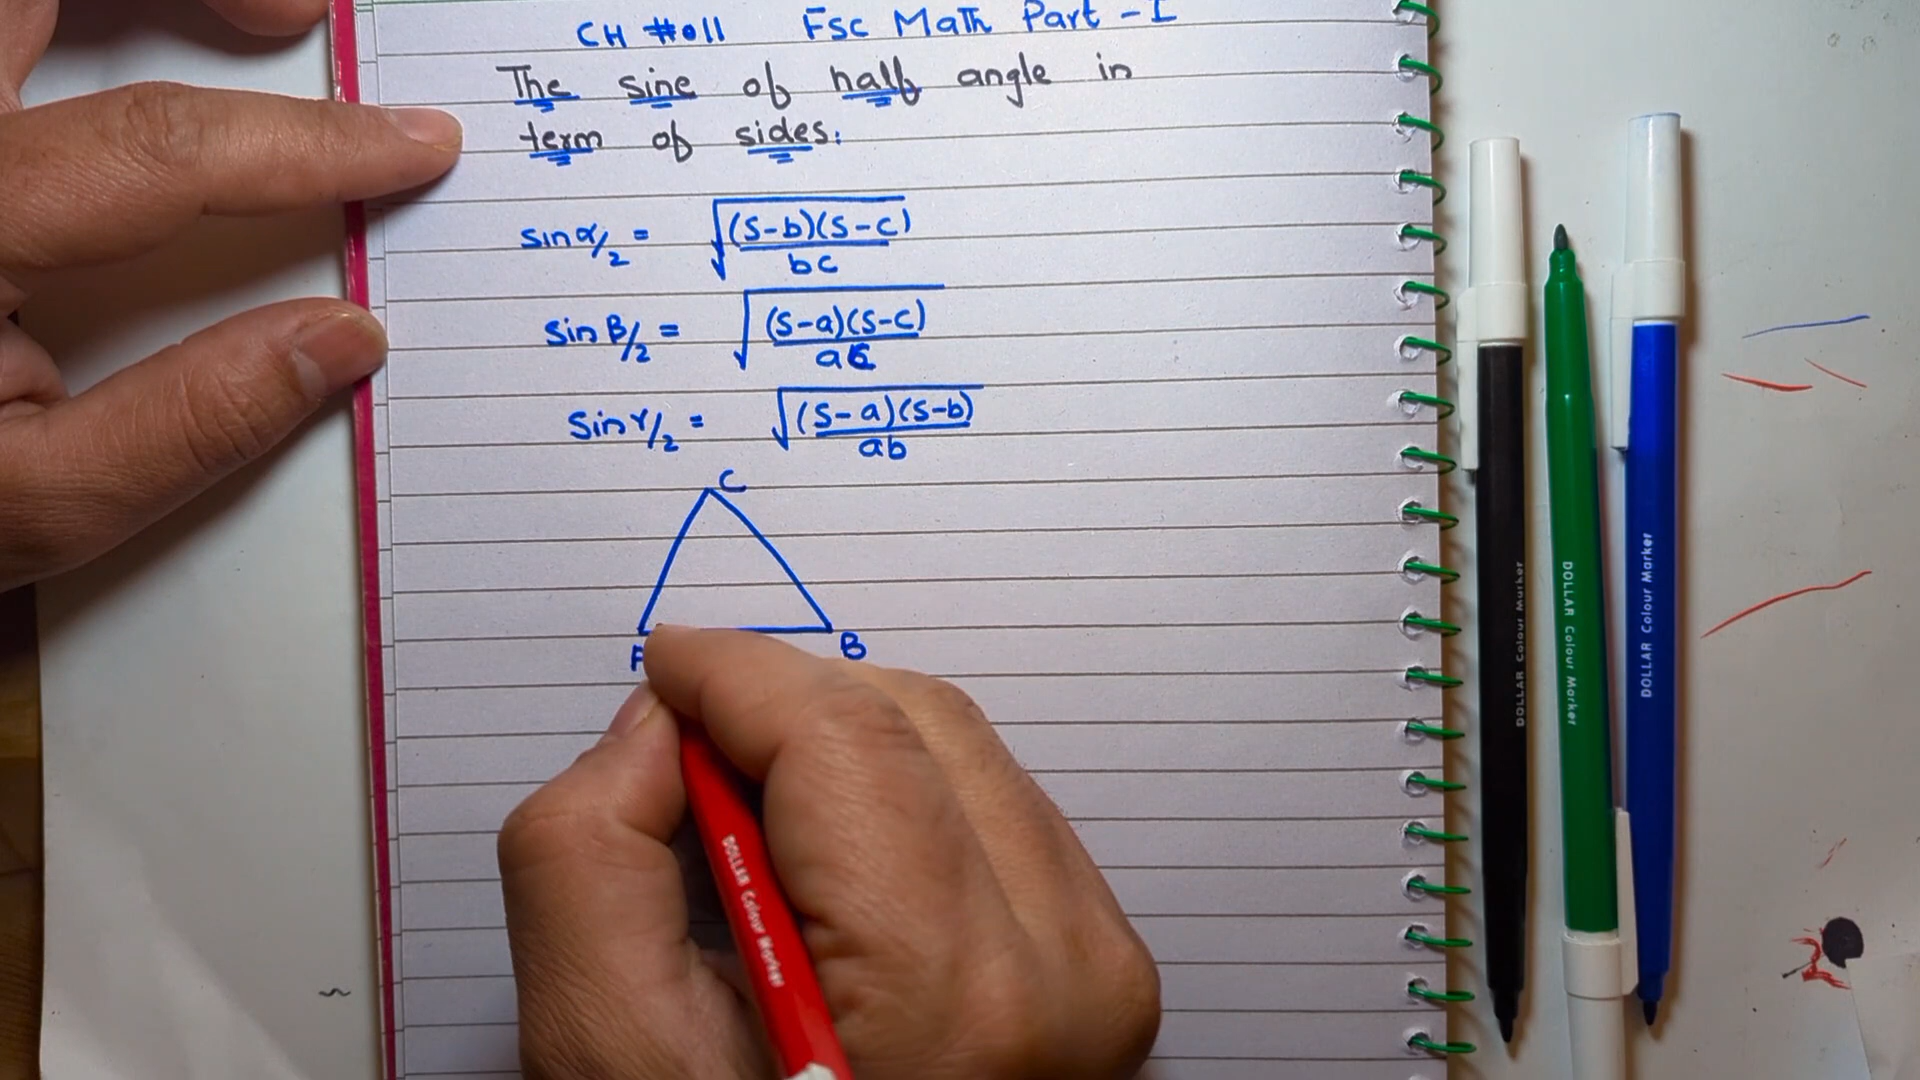 CH #011 Fsc Math Part - I
The sine of half angle in
term of sides:
sin α/2 = √(s-b)(s-c)
bc
sin β/2 = √(s-a)(s-c)
ac
sin γ/2 = √(s-a)(s-b)
ab
C
A B
DOLLAR Colour Marker
DOLLAR Colour Marker
DOLLAR Colour Marker
DOLLAR Colour Marker